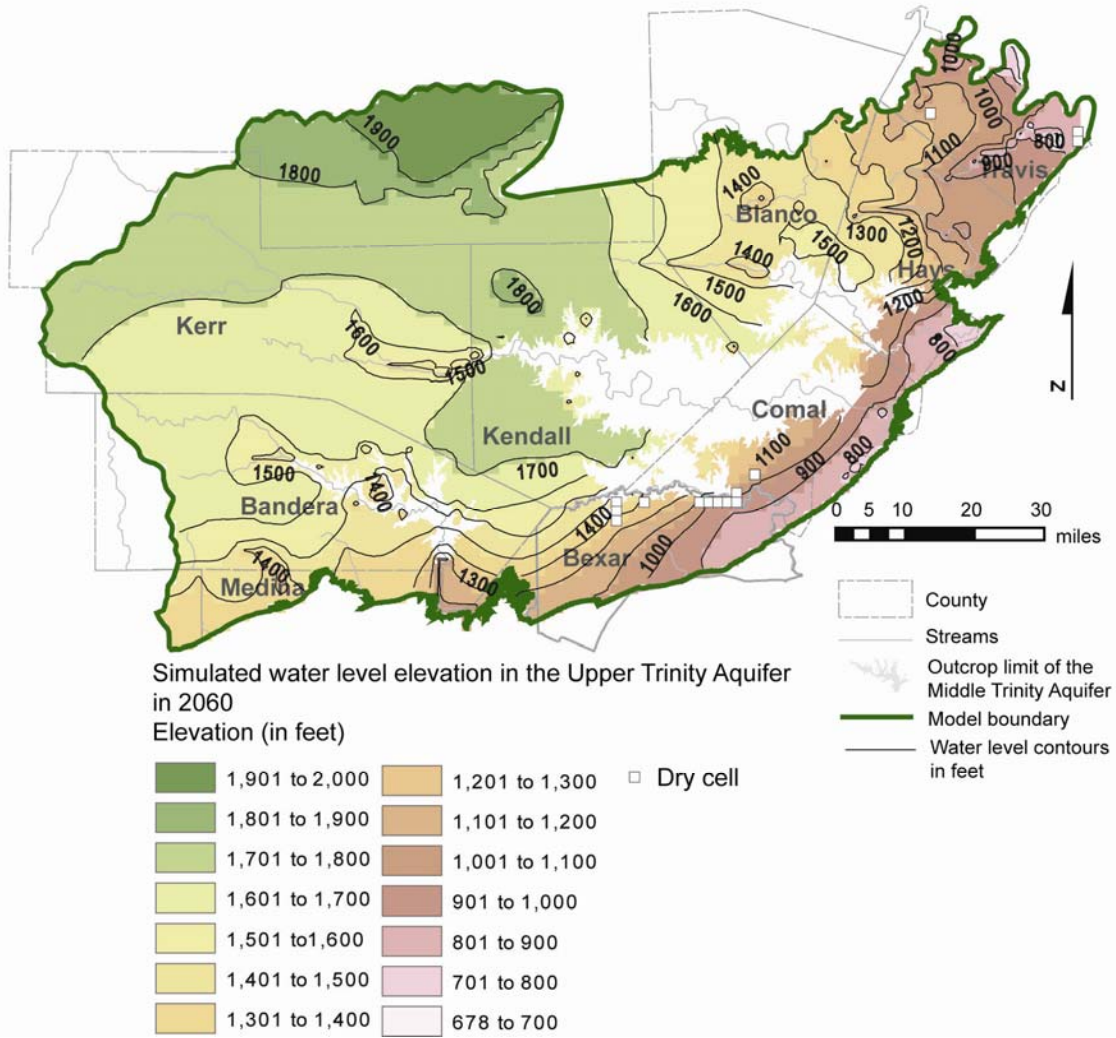 1000
1900
1000
1100
800
900
Travis
1800
1400
Blanco
1300
1200
1500
Hays
1400
1500
1200
1800
1600
800
Kerr
1600
1500
Comal
Kendall
1100
1700
900
800
1500
1400
Bandera
1400
Bexar
1000
1400
Medina
1300
N
0 5 10 20 30
miles
County
Streams
Outcrop limit of the
Middle Trinity Aquifer
Model boundary
Water level contours
in feet
Simulated water level elevation in the Upper Trinity Aquifer
in 2060
Elevation (in feet)
1,901 to 2,000
1,801 to 1,900
1,701 to 1,800
1,601 to 1,700
1,501 to1,600
1,401 to 1,500
1,301 to 1,400
1,201 to 1,300
1,101 to 1,200
1,001 to 1,100
901 to 1,000
801 to 900
701 to 800
678 to 700
Dry cell